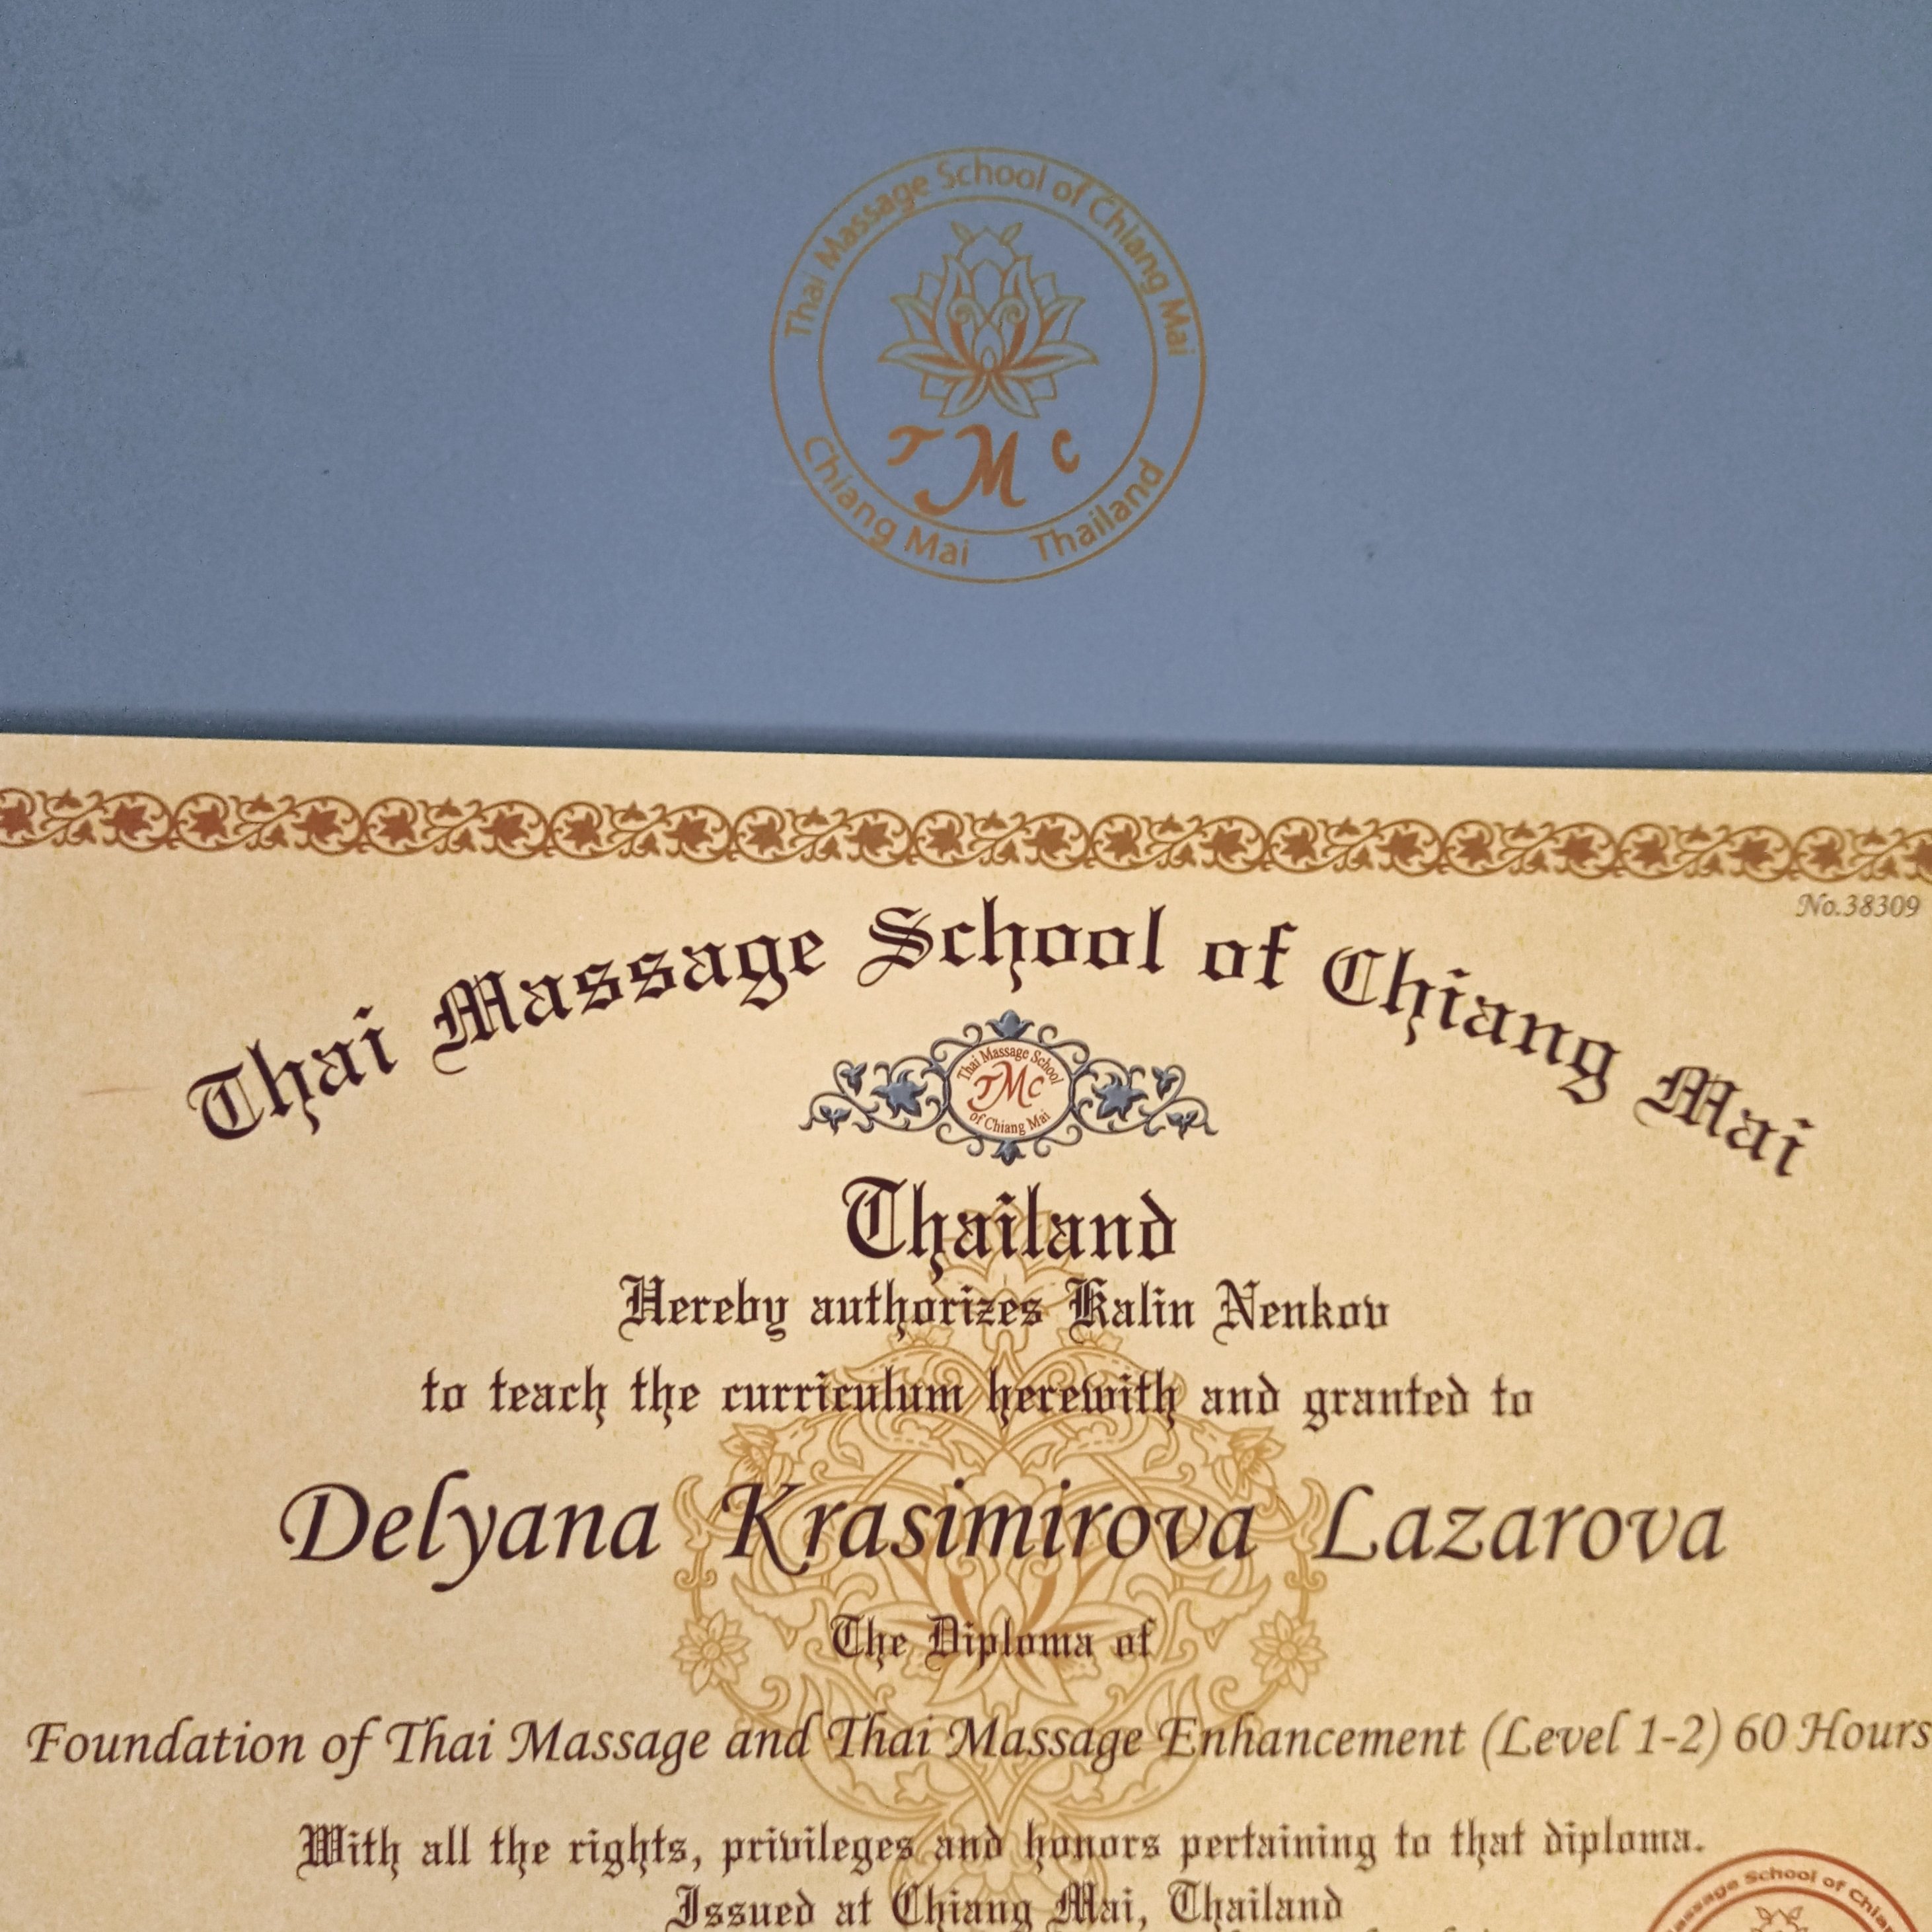 Thai Massage School of Chiang Mai
TMC
Chiang Mai Thailand
No.38309
Thai Massage School of Chiang Mai
Thai Massage School
TMC
of Chiang Mai
Thailand
Hereby authorizes Kalin Nenkov
to teach the curriculum herewith and granted to
Delyana Krasimirova Lazarova
The Diploma of
Foundation of Thai Massage and Thai Massage Enhancement (Level 1-2) 60 Hours
With all the rights, privileges and honors pertaining to that diploma.
Issued at Chiang Mai, Thailand
School of